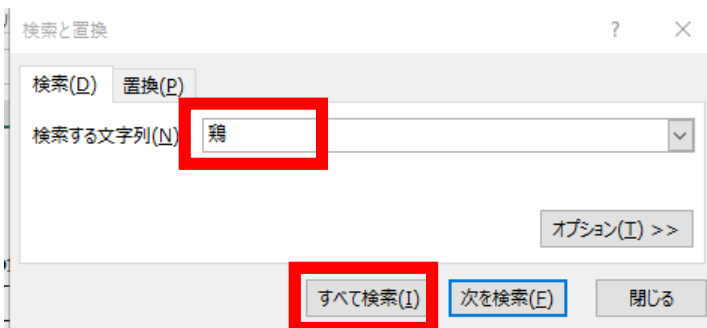 検索と置換
検索(D) 置換(P)
検索する文字列(N) 鶏
オプション(T) >>
すべて検索(I) 次を検索(F) 閉じる